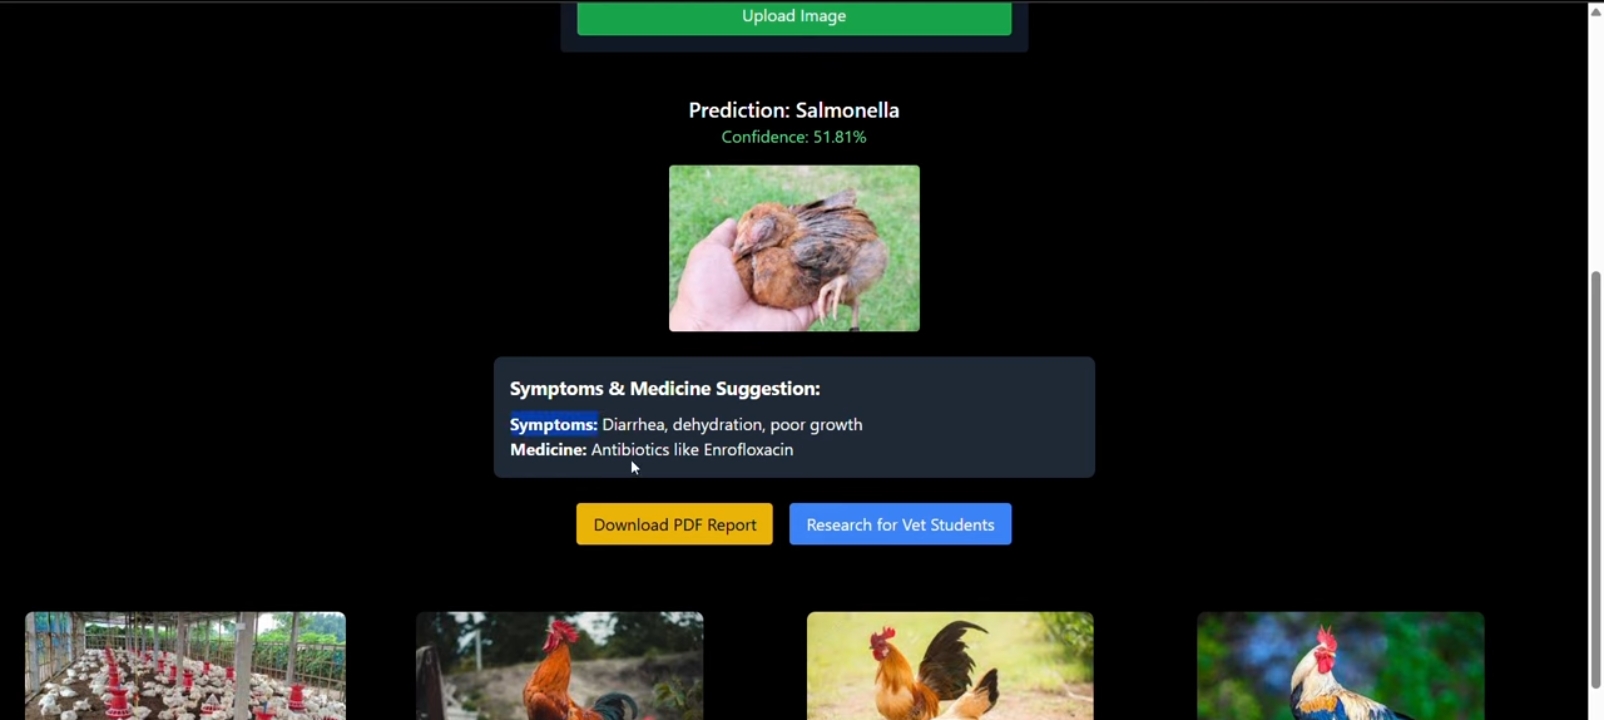 Upload Image
Prediction: Salmonella
Confidence: 51.81%
Symptoms & Medicine Suggestion:
Symptoms: Diarrhea, dehydration, poor growth
Medicine: Antibiotics like Enrofloxacin
Download PDF Report
Research for Vet Students